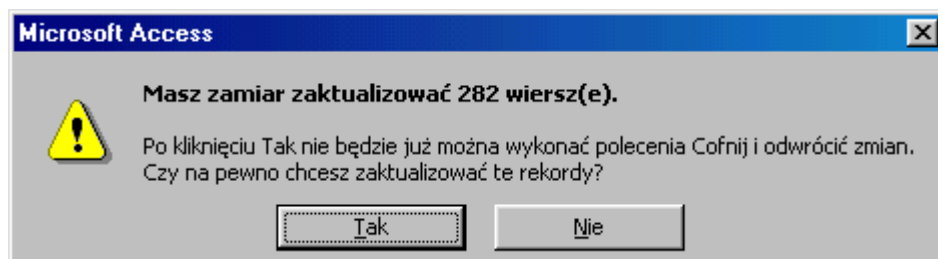 Microsoft Access
Masz zamiar zaktualizować 282 wiersz(e).
Po kliknięciu Tak nie będzie już można wykonać polecenia Cofnij i odwrócić zmian.
Czy na pewno chcesz zaktualizować te rekordy?
Tak Nie